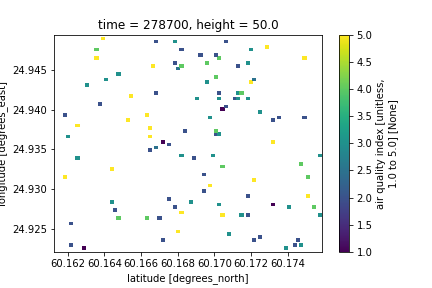 time = 278700, height = 50.0
longitude [degrees_east]
24.945
24.940
24.935
24.930
24.925
60.162 60.164 60.166 60.168 60.170 60.172 60.174
latitude [degrees_north]
5.0
4.5
4.0
3.5
3.0
2.5
2.0
1.5
1.0
air quality index [unitless,
1.0 to 5.0] [None]